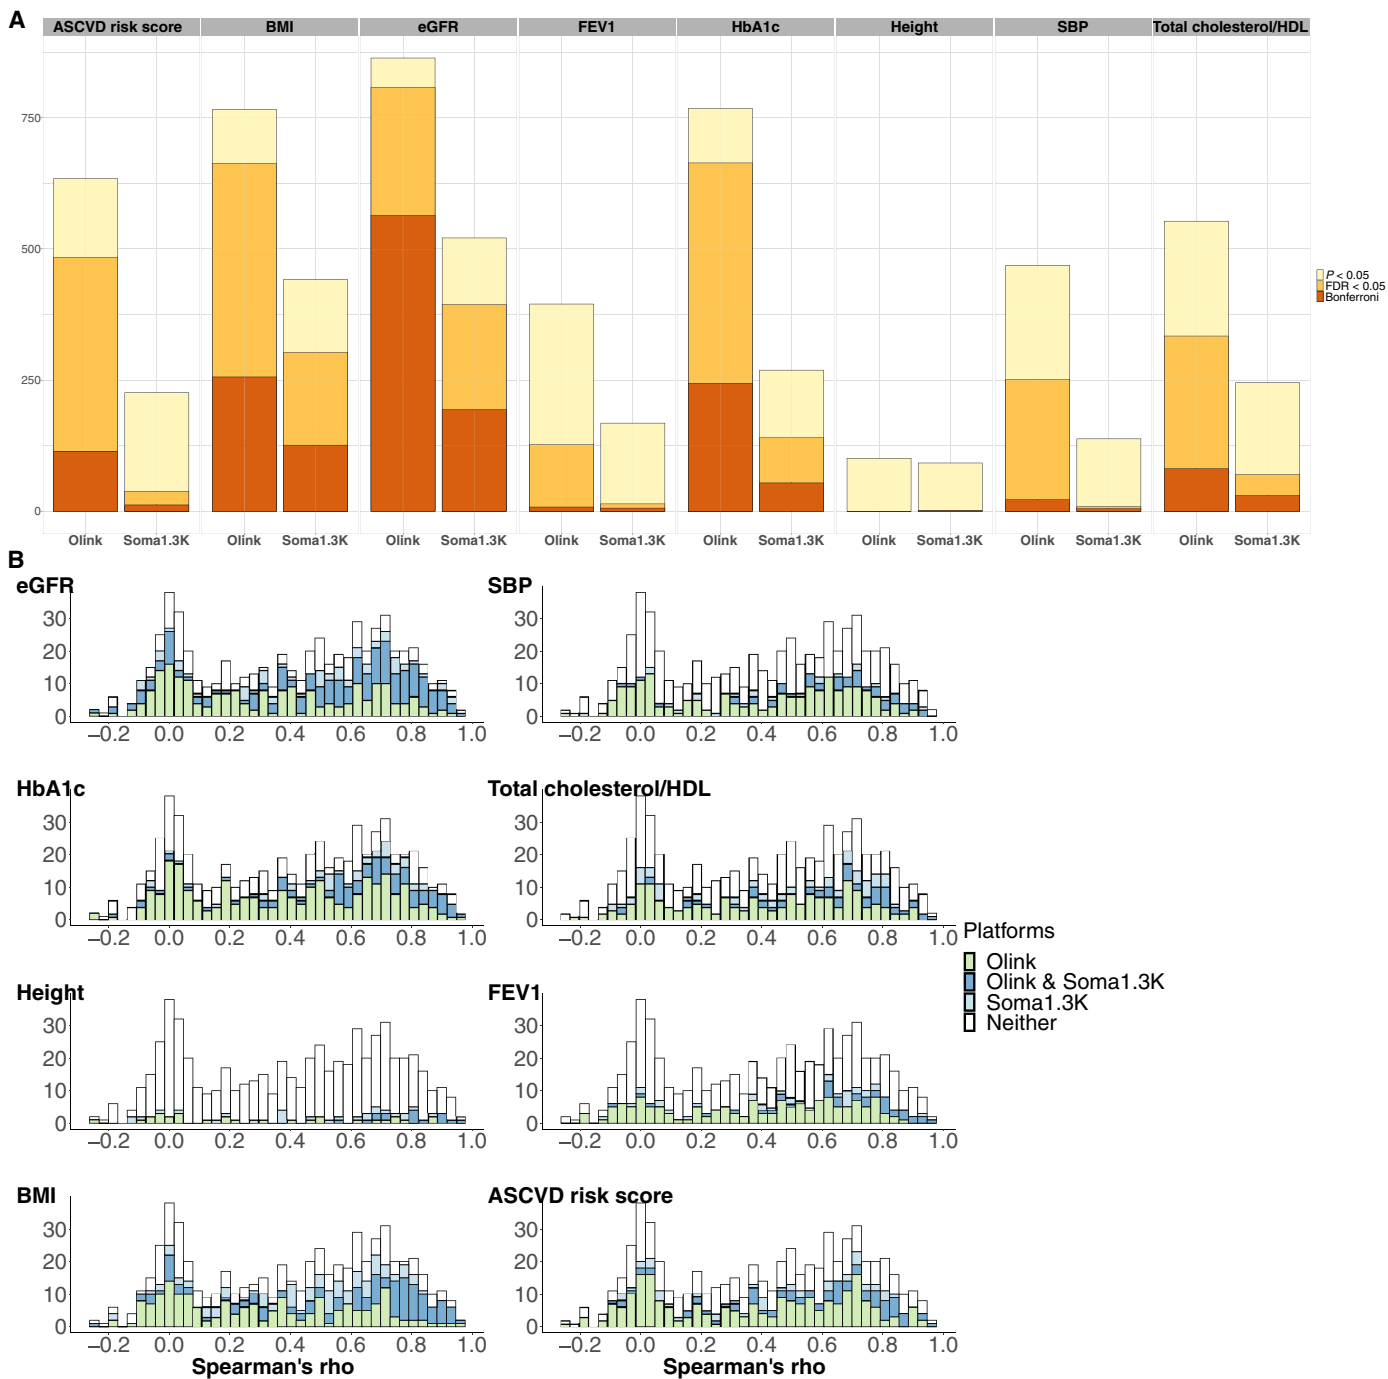 A
ASCVD risk score BMI eGFR FEV1 HbA1c Height SBP Total cholesterol/HDL
750
500
250
0
P < 0.05
FDR < 0.05
Bonferroni
Olink Soma1.3K Olink Soma1.3K Olink Soma1.3K Olink Soma1.3K Olink Soma1.3K Olink Soma1.3K Olink Soma1.3K Olink Soma1.3K
B
eGFR SBP
30 30
20 20
10 10
0 0
−0.2 0.0 0.2 0.4 0.6 0.8 1.0 −0.2 0.0 0.2 0.4 0.6 0.8 1.0
HbA1c Total cholesterol/HDL
30 30
20 20
10 10
0 0
−0.2 0.0 0.2 0.4 0.6 0.8 1.0 −0.2 0.0 0.2 0.4 0.6 0.8 1.0
Platforms
Olink
Olink & Soma1.3K
Soma1.3K
Neither
Height FEV1
30 30
20 20
10 10
0 0
−0.2 0.0 0.2 0.4 0.6 0.8 1.0 −0.2 0.0 0.2 0.4 0.6 0.8 1.0
BMI ASCVD risk score
30 30
20 20
10 10
0 0
−0.2 0.0 0.2 0.4 0.6 0.8 1.0 −0.2 0.0 0.2 0.4 0.6 0.8 1.0
Spearman's rho Spearman's rho